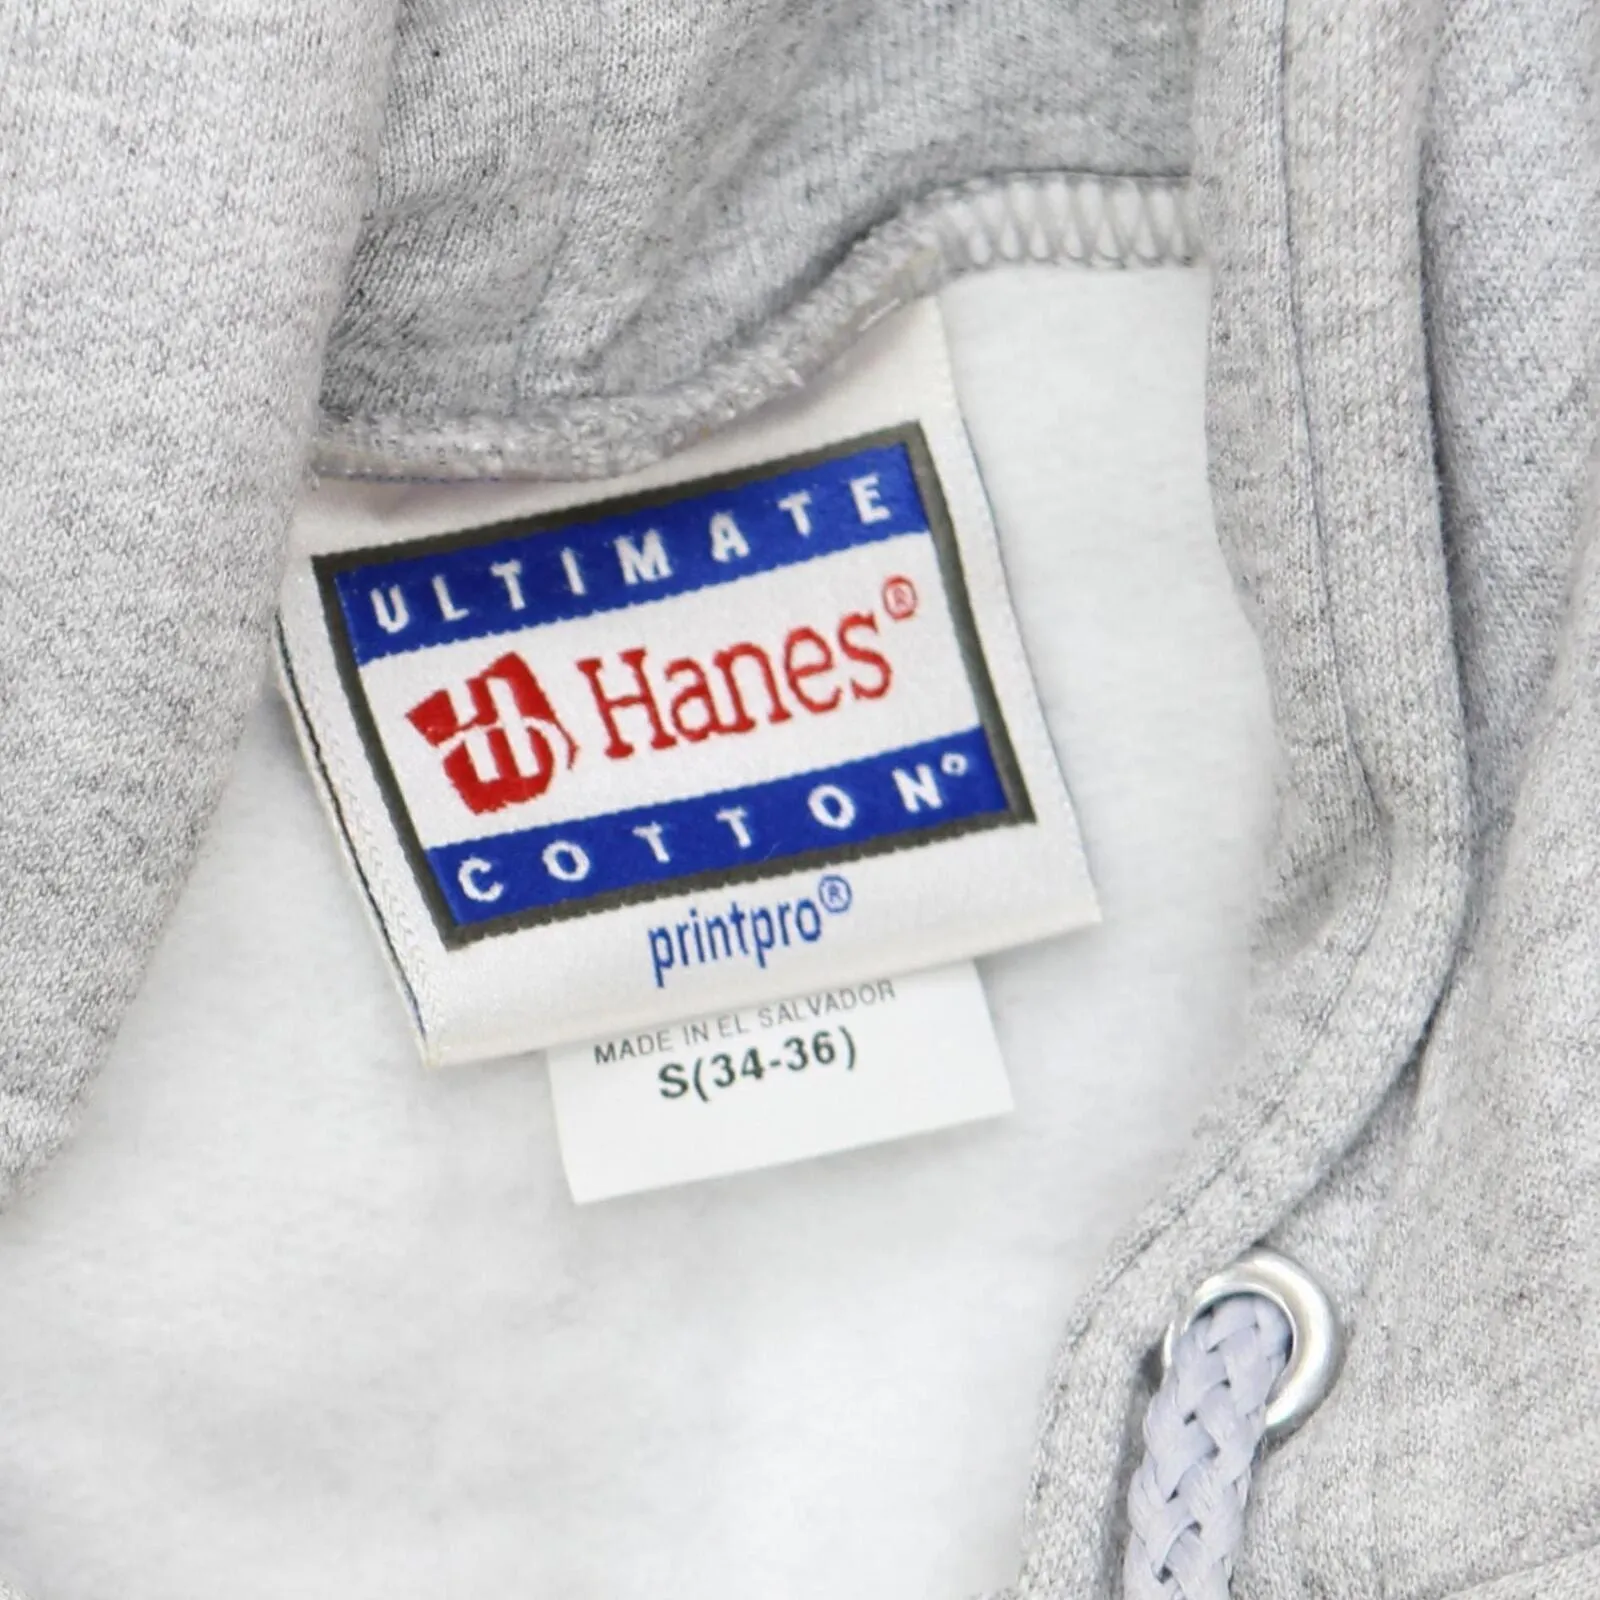 ULTIMATE
Hanes®
COTTON®
printpro®
MADE IN EL SALVADOR
S(34-36)